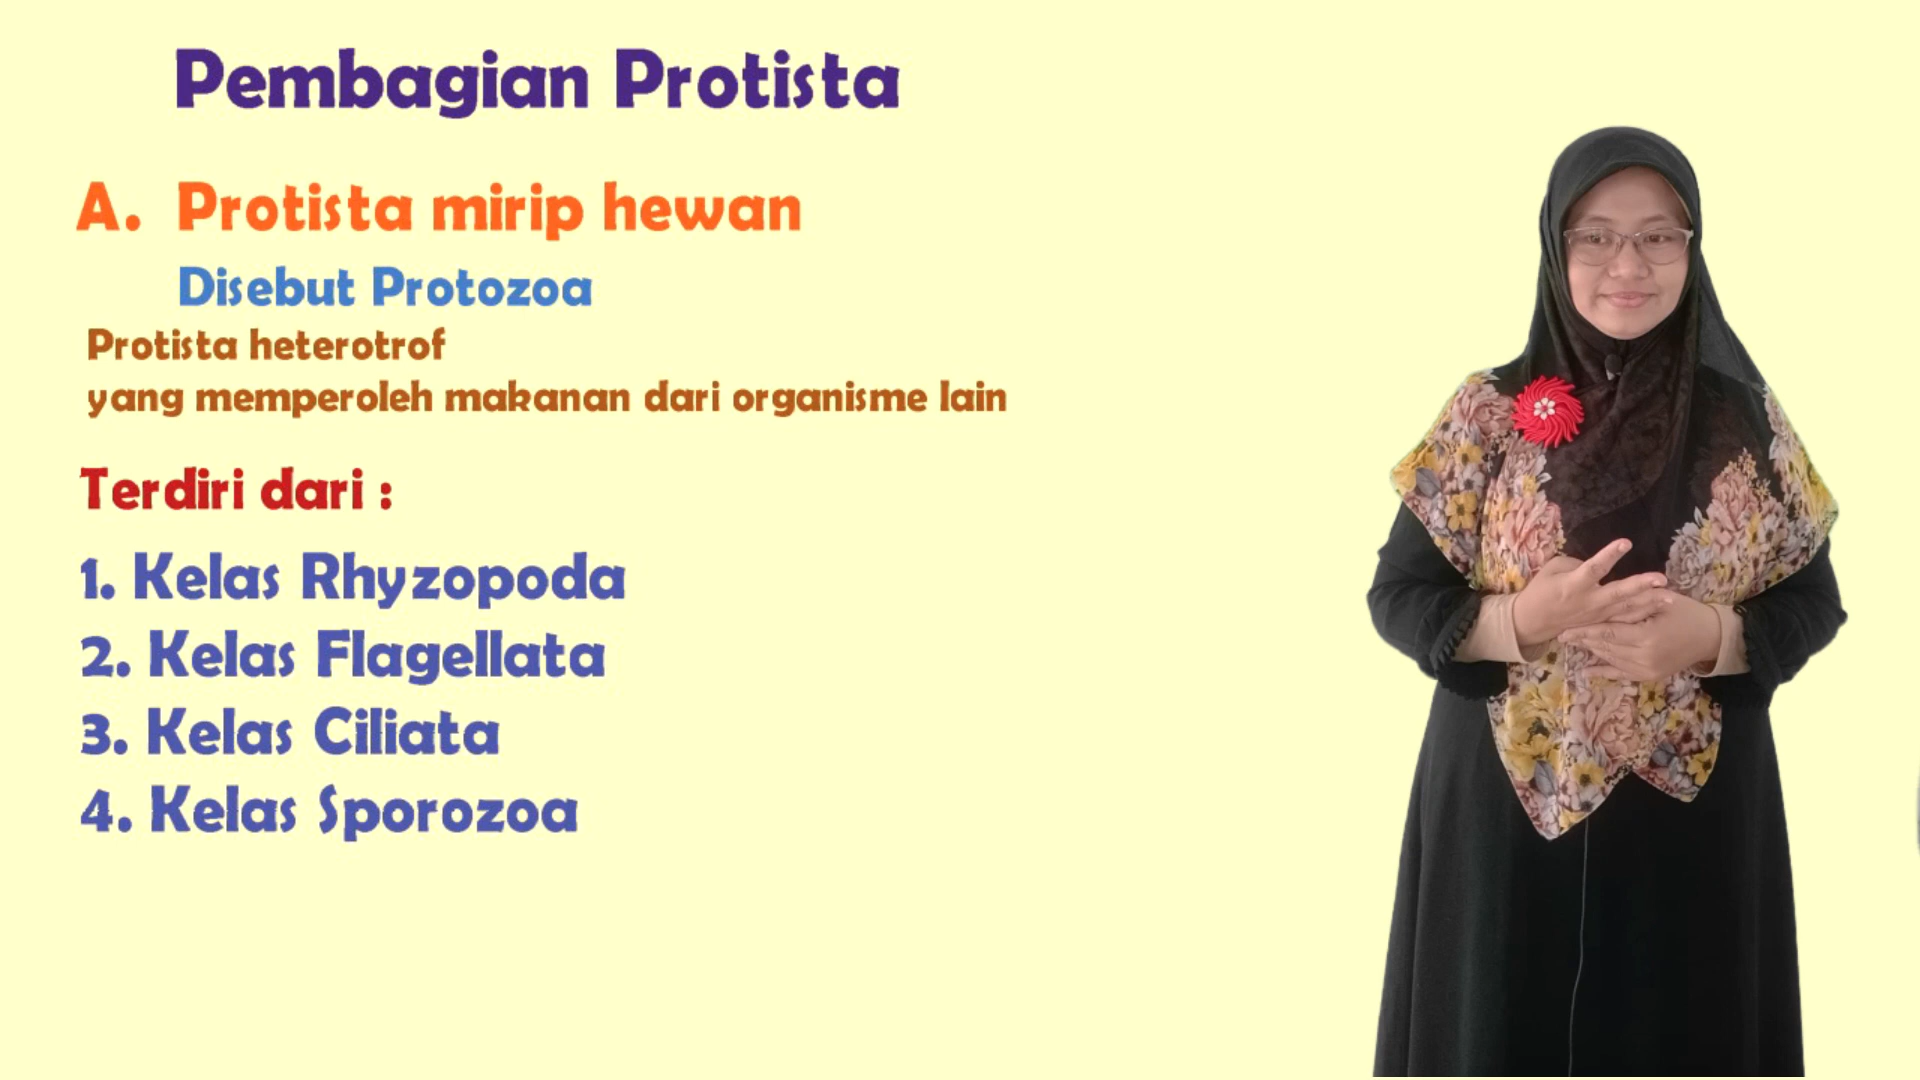 Pembagian Protista
A. Protista mirip hewan
Disebut Protozoa
Protista heterotrof
yang memperoleh makanan dari organisme lain
Terdiri dari :
1. Kelas Rhyzopoda
2. Kelas Flagellata
3. Kelas Ciliata
4. Kelas Sporozoa